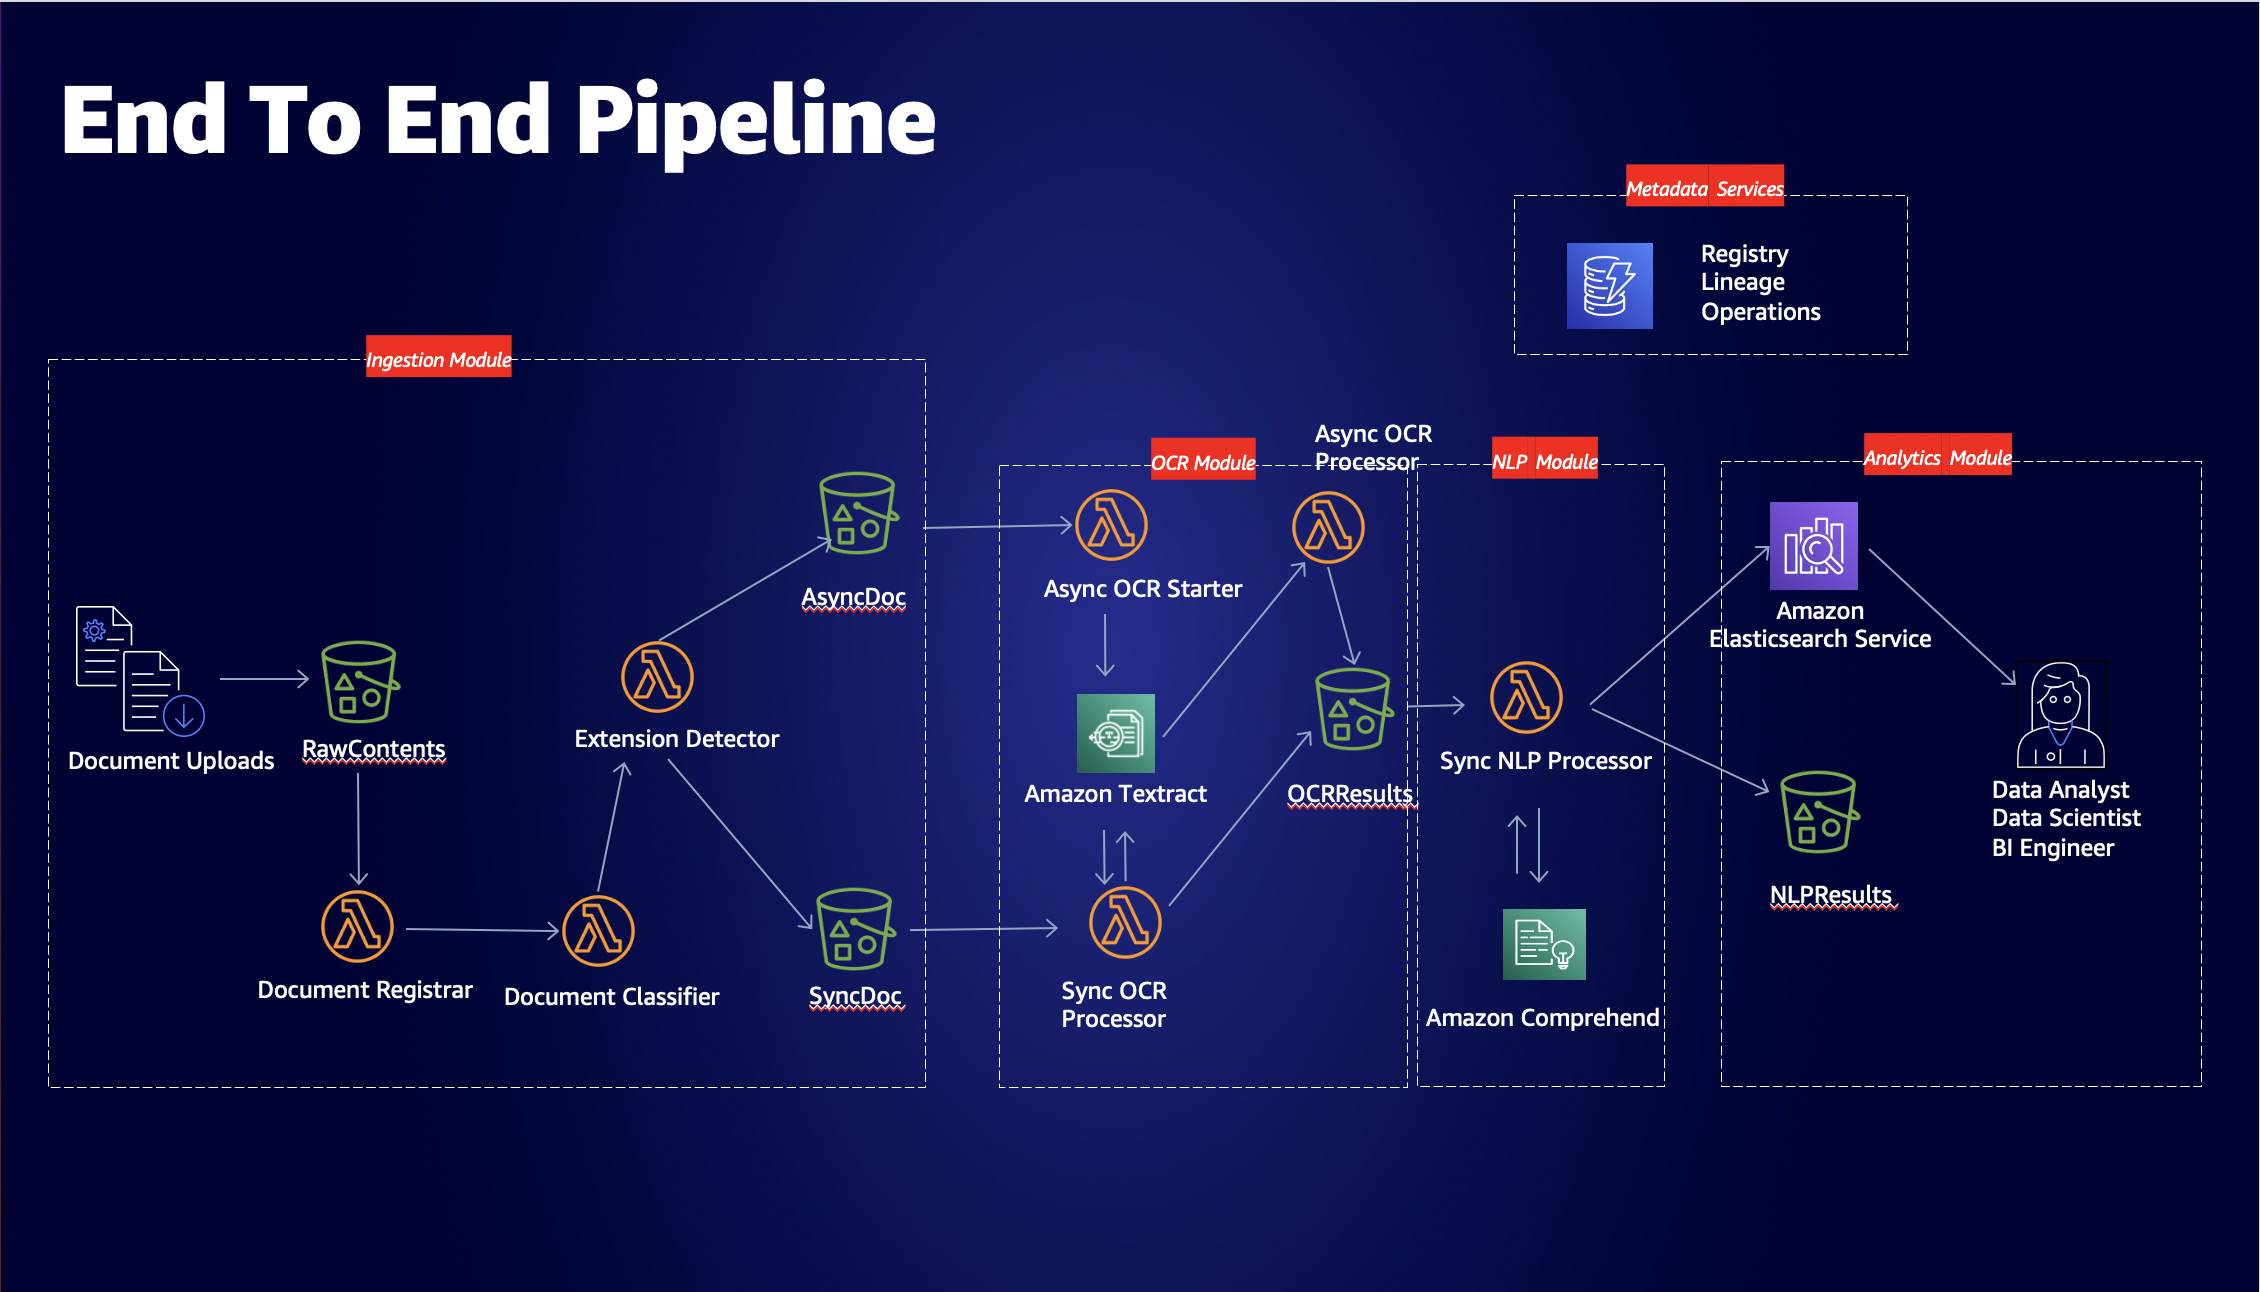 End To End Pipeline
Metadata Services
Registry
Lineage
Operations
Ingestion Module
Document Uploads
RawContents
Document Registrar
Document Classifier
Extension Detector
AsyncDoc
SyncDoc
OCR Module
Async OCR Starter
Amazon Textract
Sync OCR
Processor
Async OCR
Processor
OCRResults
NLP Module
Sync NLP Processor
Amazon Comprehend
Analytics Module
Amazon
Elasticsearch Service
NLPResults
Data Analyst
Data Scientist
BI Engineer